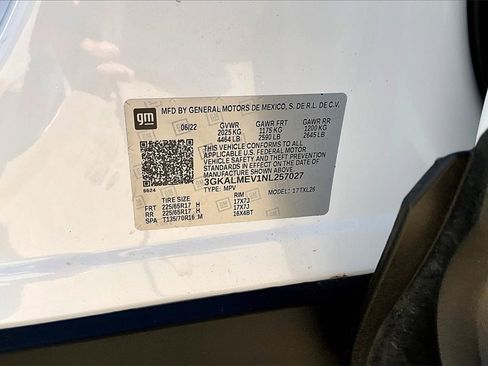 gm
MFD BY GENERAL MOTORS DE MEXICO, S. DE R.L. DE C.V.
06/22 GVWR GAWR FRT GAWR RR
2025 KG 1175 KG 1200 KG
4464 LB 2590 LB 2645 LB
THIS VEHICLE CONFORMS TO ALL
APPLICABLE U.S. FEDERAL MOTOR
VEHICLE SAFETY AND THEFT PREVENTION
STANDARDS IN EFFECT ON THE DATE
OF MANUFACTURE SHOWN ABOVE.
3GKALMEV1NL257027
8624 TYPE: MPV MODEL: 17TXL26
TIRE SIZE RIM
FRT 225/65R17 H 17X7J
RR 225/65R17 H 17X7J
SP T135/70R16 M 16X4BT